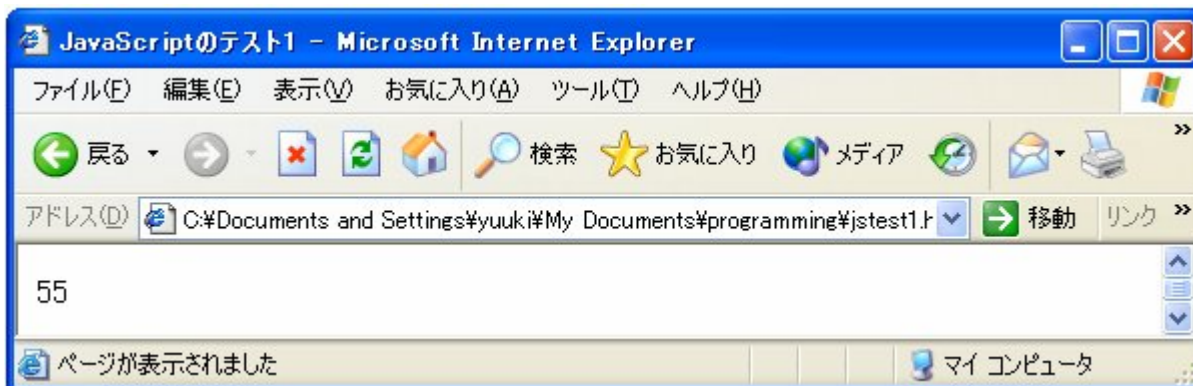 JavaScriptのテスト1 - Microsoft Internet Explorer
ファイル(F) 編集(E) 表示(V) お気に入り(A) ツール(T) ヘルプ(H)
戻る 検索 お気に入り メディア »
アドレス(D) C:¥Documents and Settings¥yuuki¥My Documents¥programming¥jstest1.h 移動 リンク »
55
ページが表示されました マイ コンピュータ